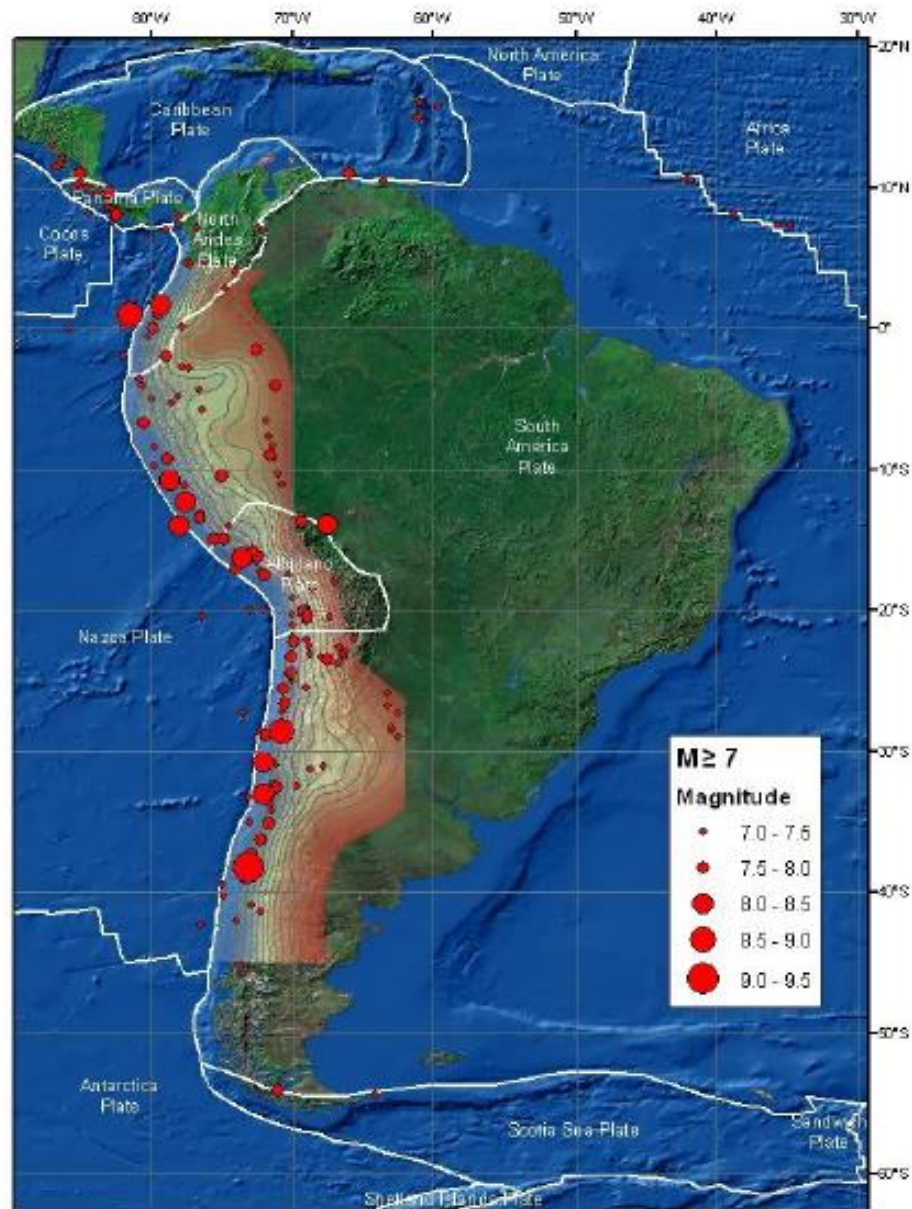 80°W 70°W 60°W 50°W 40°W 30°W
20°N
North America
Plate
Caribbean
Plate
Africa
Plate
10°N
Panama Plate
North
Andes
Plate
Cocos
Plate
0°
South
America
Plate
10°S
Altiplano
Plate
20°S
Nazca Plate
30°S
M ≥ 7
Magnitude
7.0 - 7.5
7.5 - 8.0
8.0 - 8.5
8.5 - 9.0
9.0 - 9.5
40°S
50°S
Antarctica
Plate
Scotia Sea Plate
Sandwich
Plate
60°S
Shetland Islands Plate